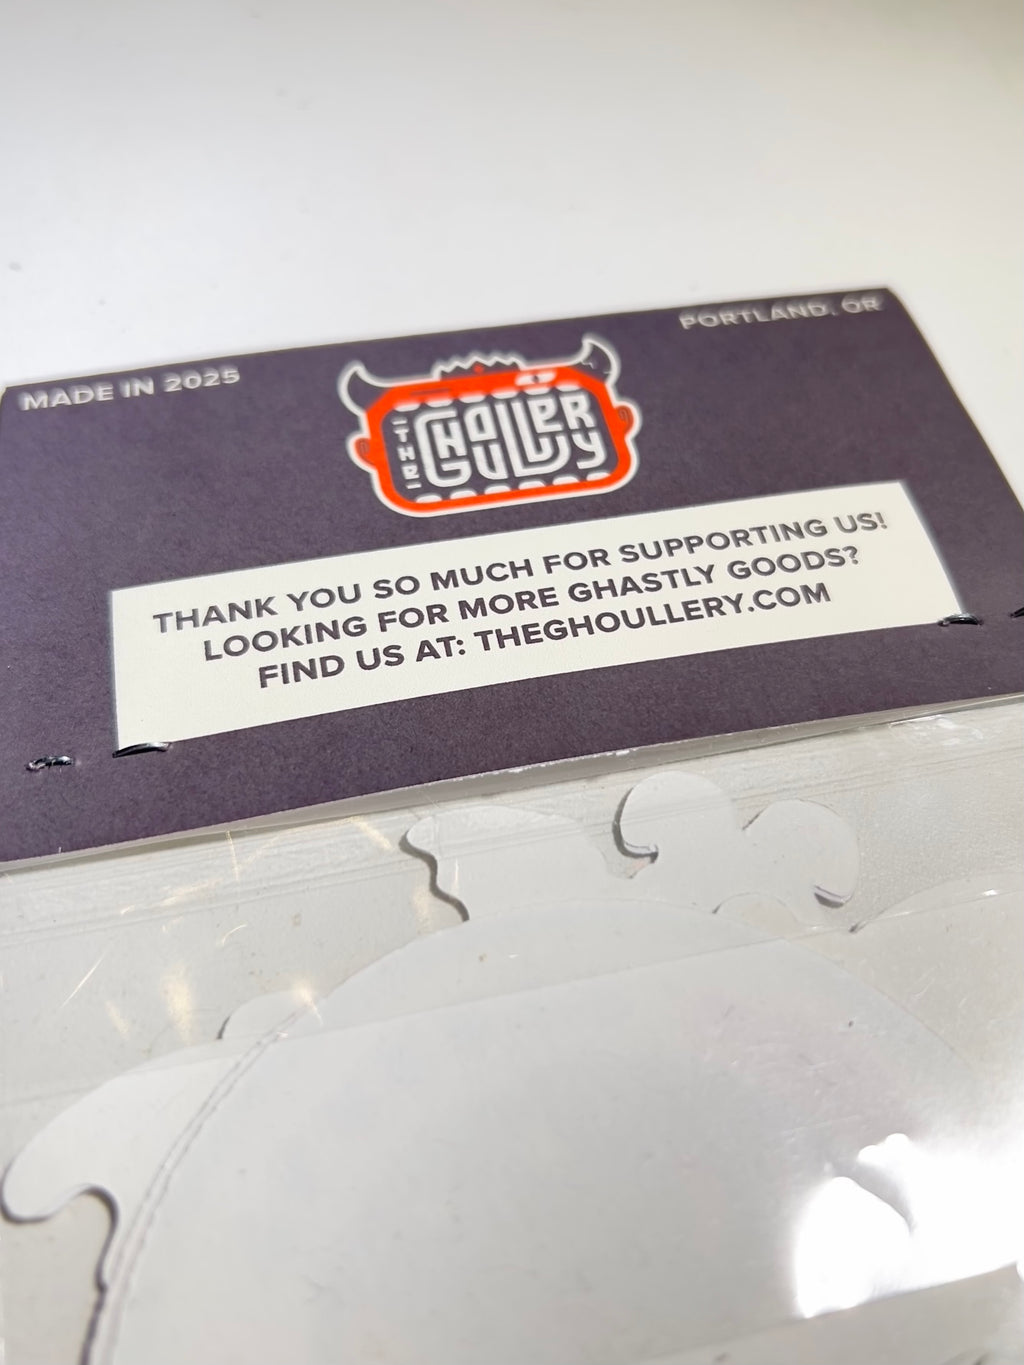 MADE IN 2025
PORTLAND, OR
THE
GHOULLERY
THANK YOU SO MUCH FOR SUPPORTING US!
LOOKING FOR MORE GHASTLY GOODS?
FIND US AT: THEGHOULLERY.COM